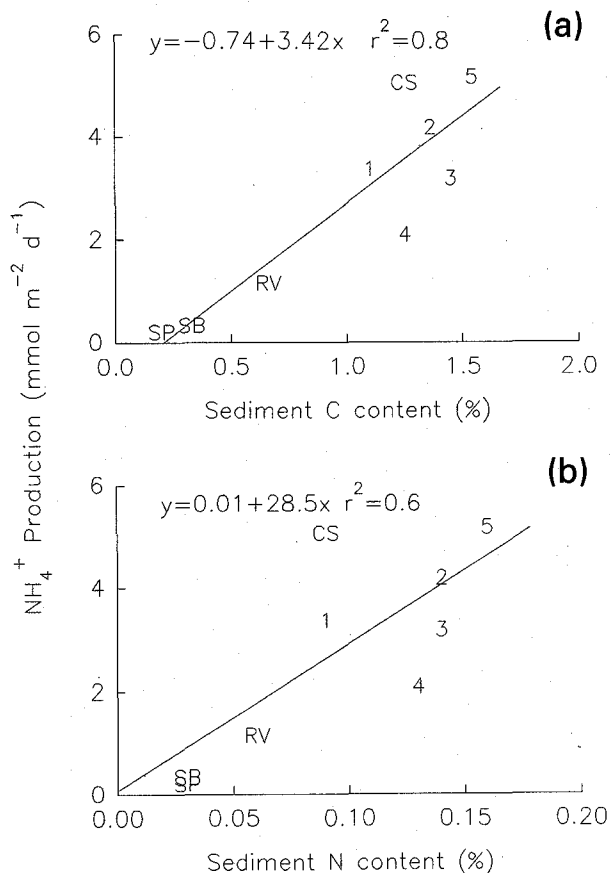 (a)
y=−0.74+3.42x r²=0.8
6
4
2
0
CS
5
2
1
3
4
RV
SP
SB
0.0 0.5 1.0 1.5 2.0
Sediment C content (%)
NH₄⁺ Production (mmol m⁻² d⁻¹)
(b)
y=0.01+28.5x r²=0.6
6
4
2
0
CS
5
2
1
3
4
RV
SB
SP
0.00 0.05 0.10 0.15 0.20
Sediment N content (%)